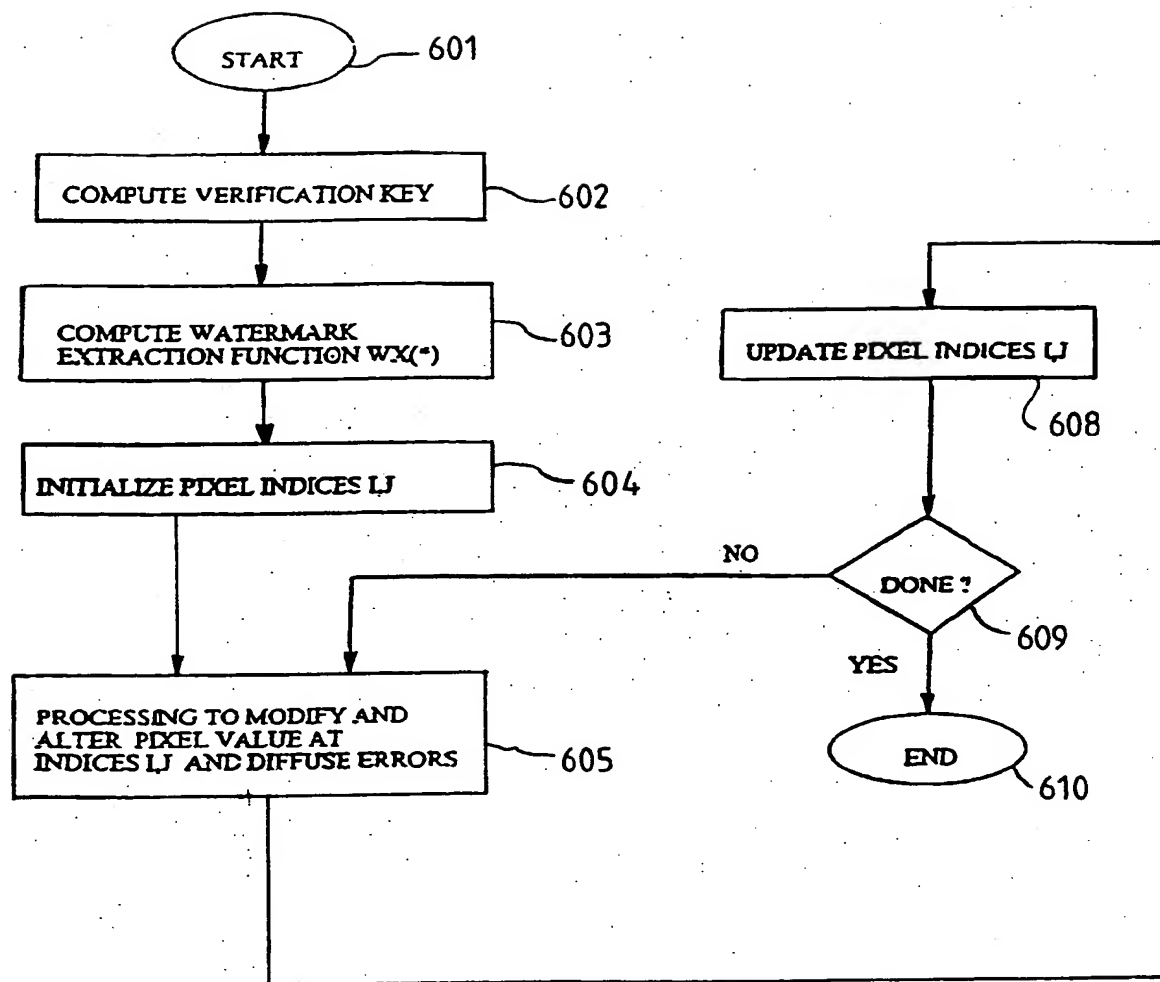 START
601
COMPUTE VERIFICATION KEY
602
COMPUTE WATERMARK
EXTRACTION FUNCTION WX(*)
603
INITIALIZE PIXEL INDICES I,J
604
PROCESSING TO MODIFY AND
ALTER PIXEL VALUE AT
INDICES I,J AND DIFFUSE ERRORS
605
UPDATE PIXEL INDICES I,J
608
DONE ?
609
NO
YES
END
610